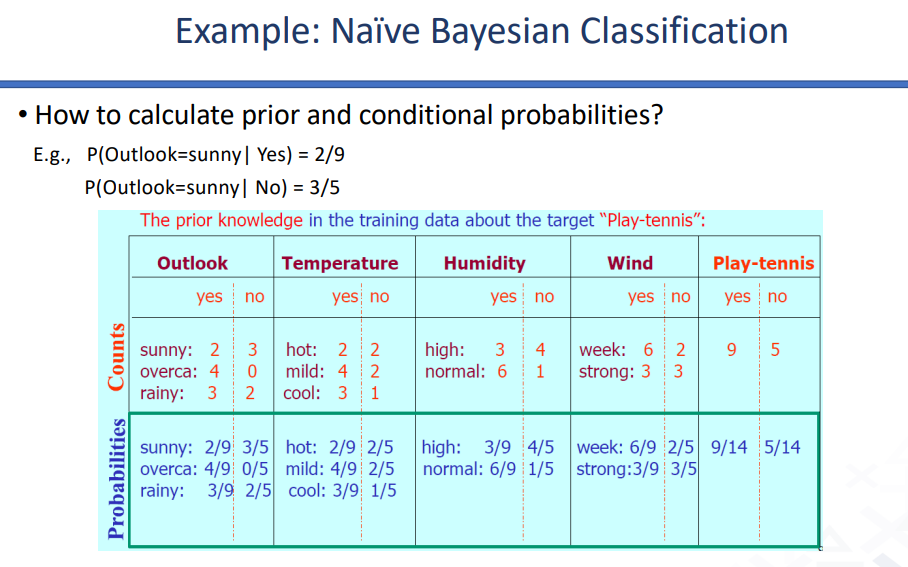 Example: Naïve Bayesian Classification
• How to calculate prior and conditional probabilities?
E.g., P(Outlook=sunny| Yes) = 2/9
P(Outlook=sunny| No) = 3/5
The prior knowledge in the training data about the target “Play-tennis”:
Outlook Temperature Humidity Wind Play-tennis
yes no yes no yes no yes no yes no
Counts
sunny: 2 3 hot: 2 2 high: 3 4 week: 6 2 9 5
overca: 4 0 mild: 4 2 normal: 6 1 strong: 3 3
rainy: 3 2 cool: 3 1
Probabilities
sunny: 2/9 3/5 hot: 2/9 2/5 high: 3/9 4/5 week: 6/9 2/5 9/14 5/14
overca: 4/9 0/5 mild: 4/9 2/5 normal: 6/9 1/5 strong:3/9 3/5
rainy: 3/9 2/5 cool: 3/9 1/5